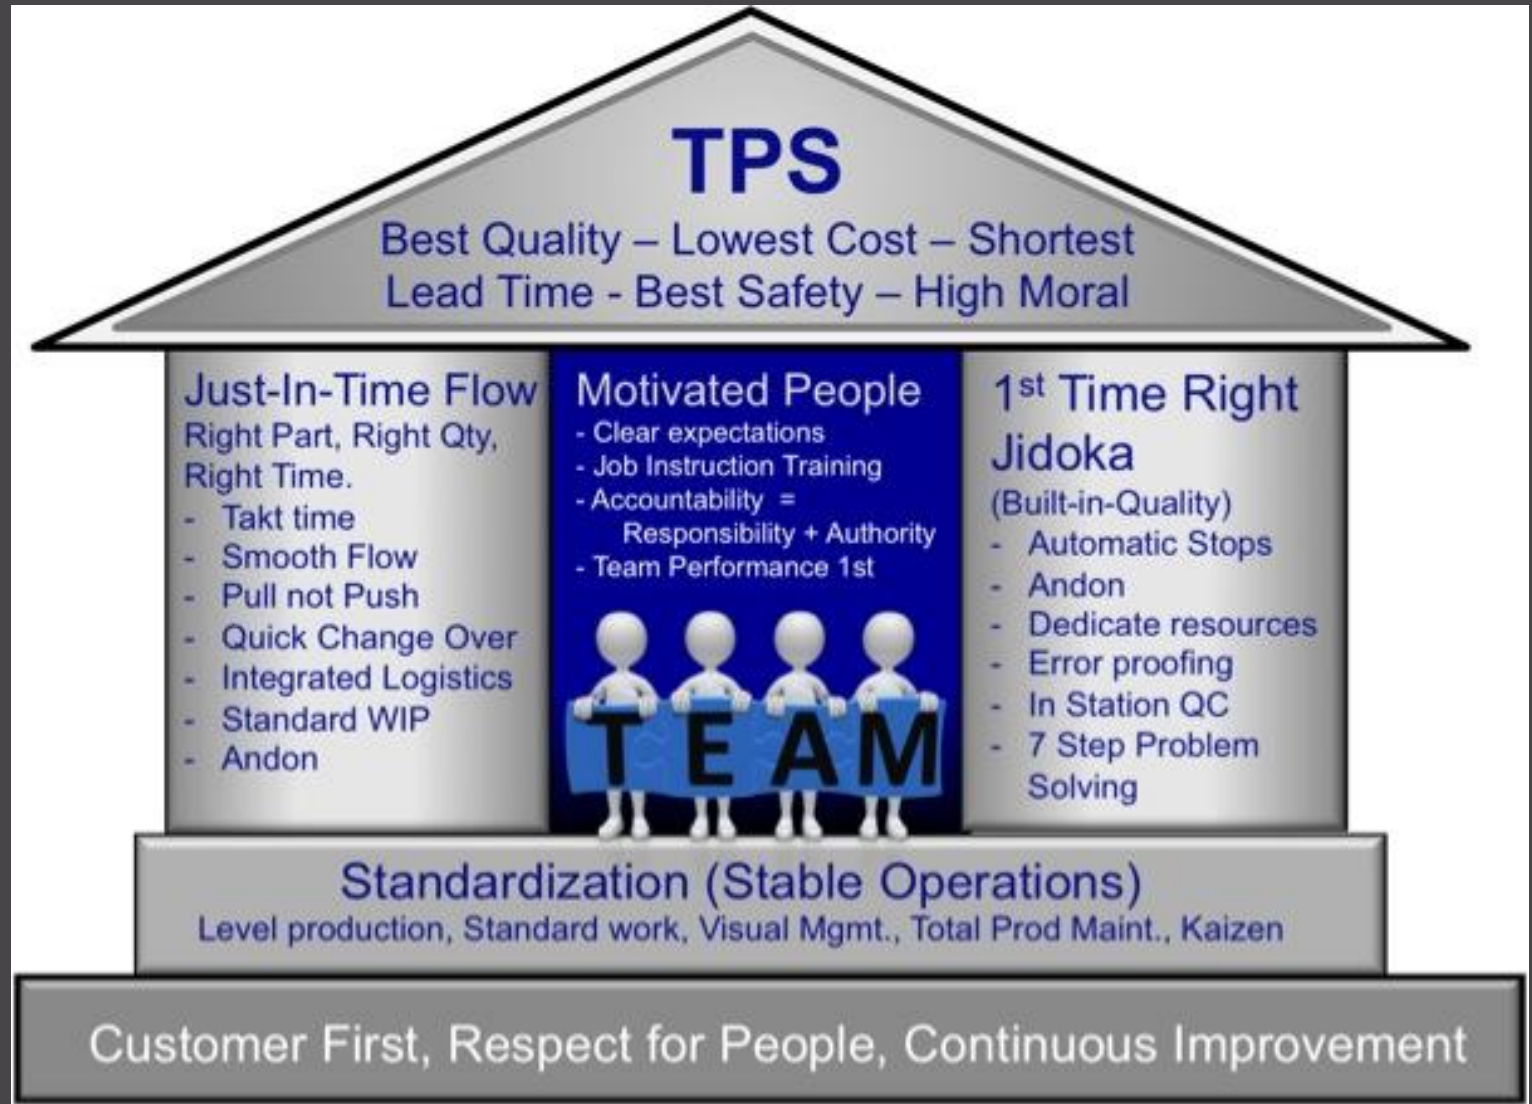 TPS
Best Quality – Lowest Cost – Shortest
Lead Time - Best Safety – High Moral
Just-In-Time Flow
Right Part, Right Qty,
Right Time.
- Takt time
- Smooth Flow
- Pull not Push
- Quick Change Over
- Integrated Logistics
- Standard WIP
- Andon
Motivated People
- Clear expectations
- Job Instruction Training
- Accountability =
Responsibility + Authority
- Team Performance 1st
TEAM
1st Time Right
Jidoka
(Built-in-Quality)
- Automatic Stops
- Andon
- Dedicate resources
- Error proofing
- In Station QC
- 7 Step Problem
Solving
Standardization (Stable Operations)
Level production, Standard work, Visual Mgmt., Total Prod Maint., Kaizen
Customer First, Respect for People, Continuous Improvement